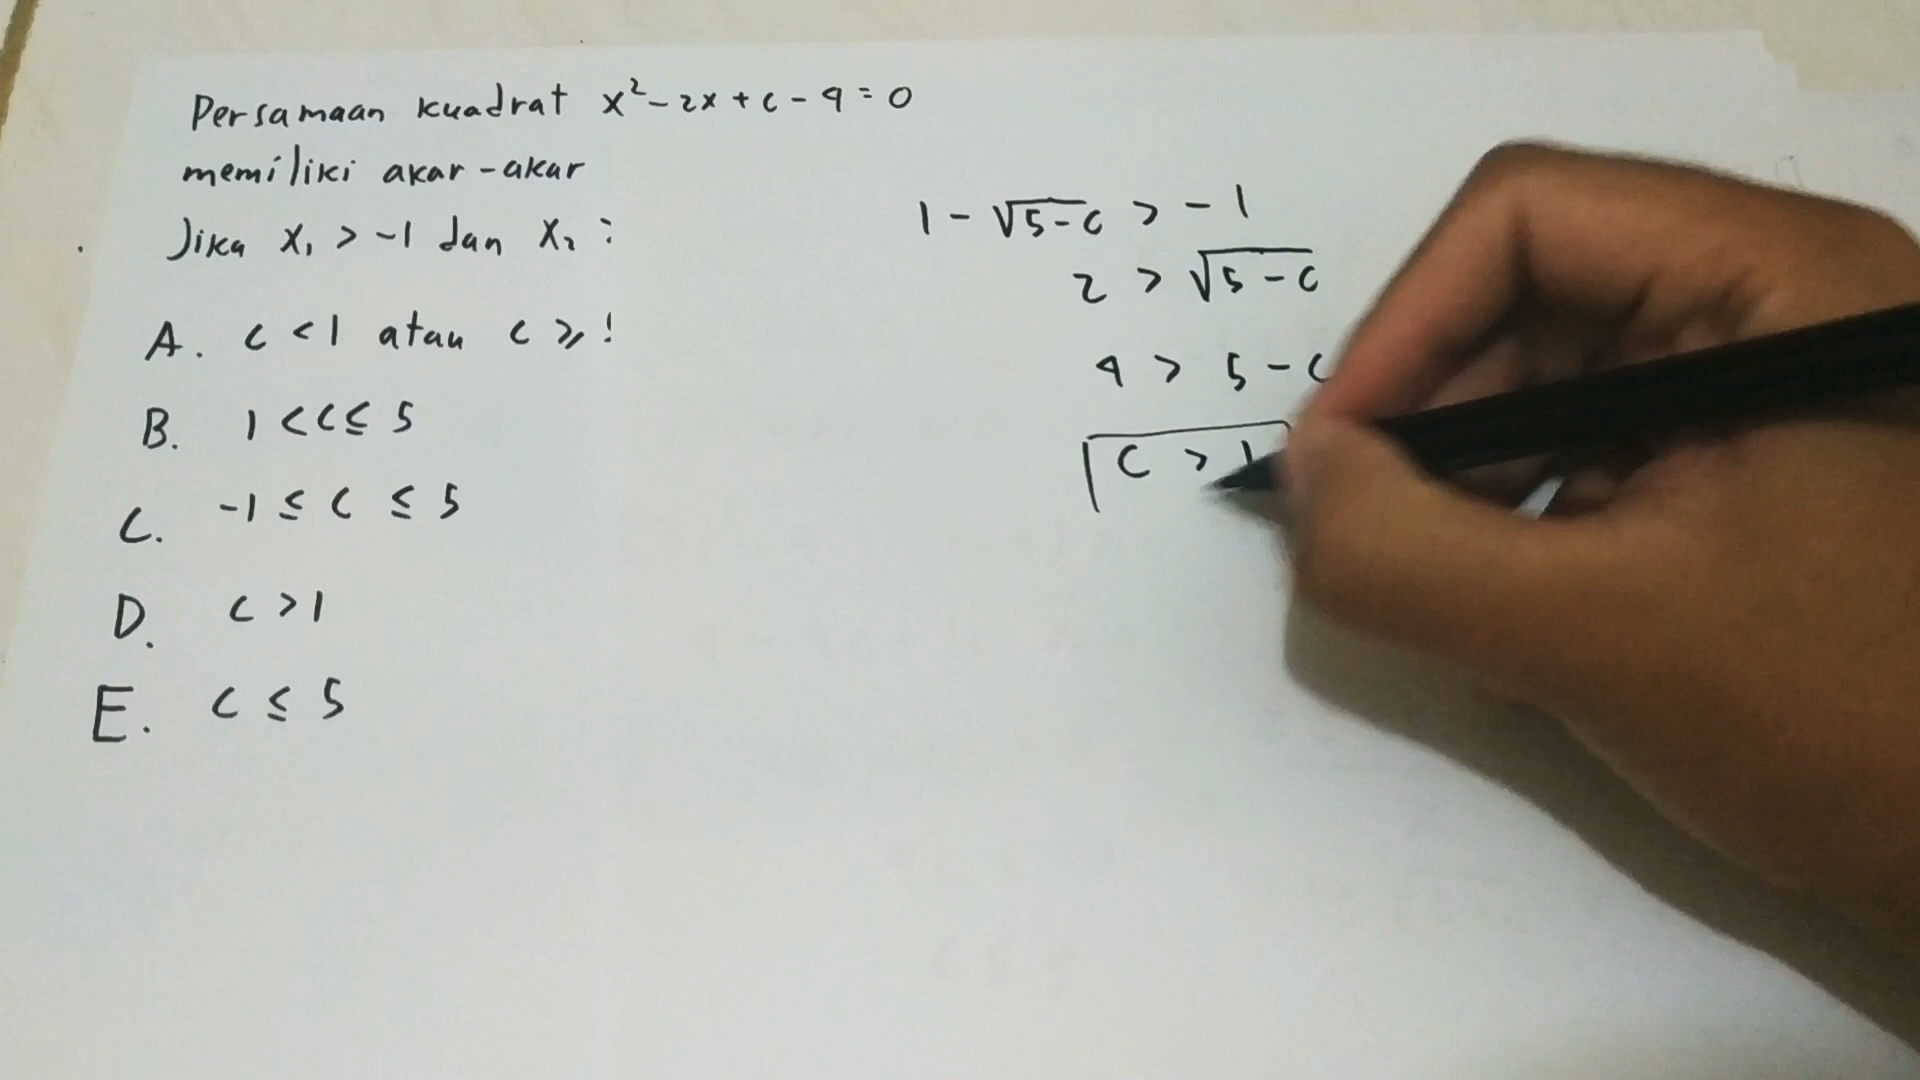 Persamaan kuadrat x² - 2x + c - 4 = 0
memiliki akar-akar
Jika x₁ > -1 dan x₂ :
A. c < 1 atau c ≥ !
B. 1 < c ≤ 5
C. -1 ≤ c ≤ 5
D. c > 1
E. c ≤ 5
1 - √5-c > -1
2 > √5-c
4 > 5 - c
c > 1